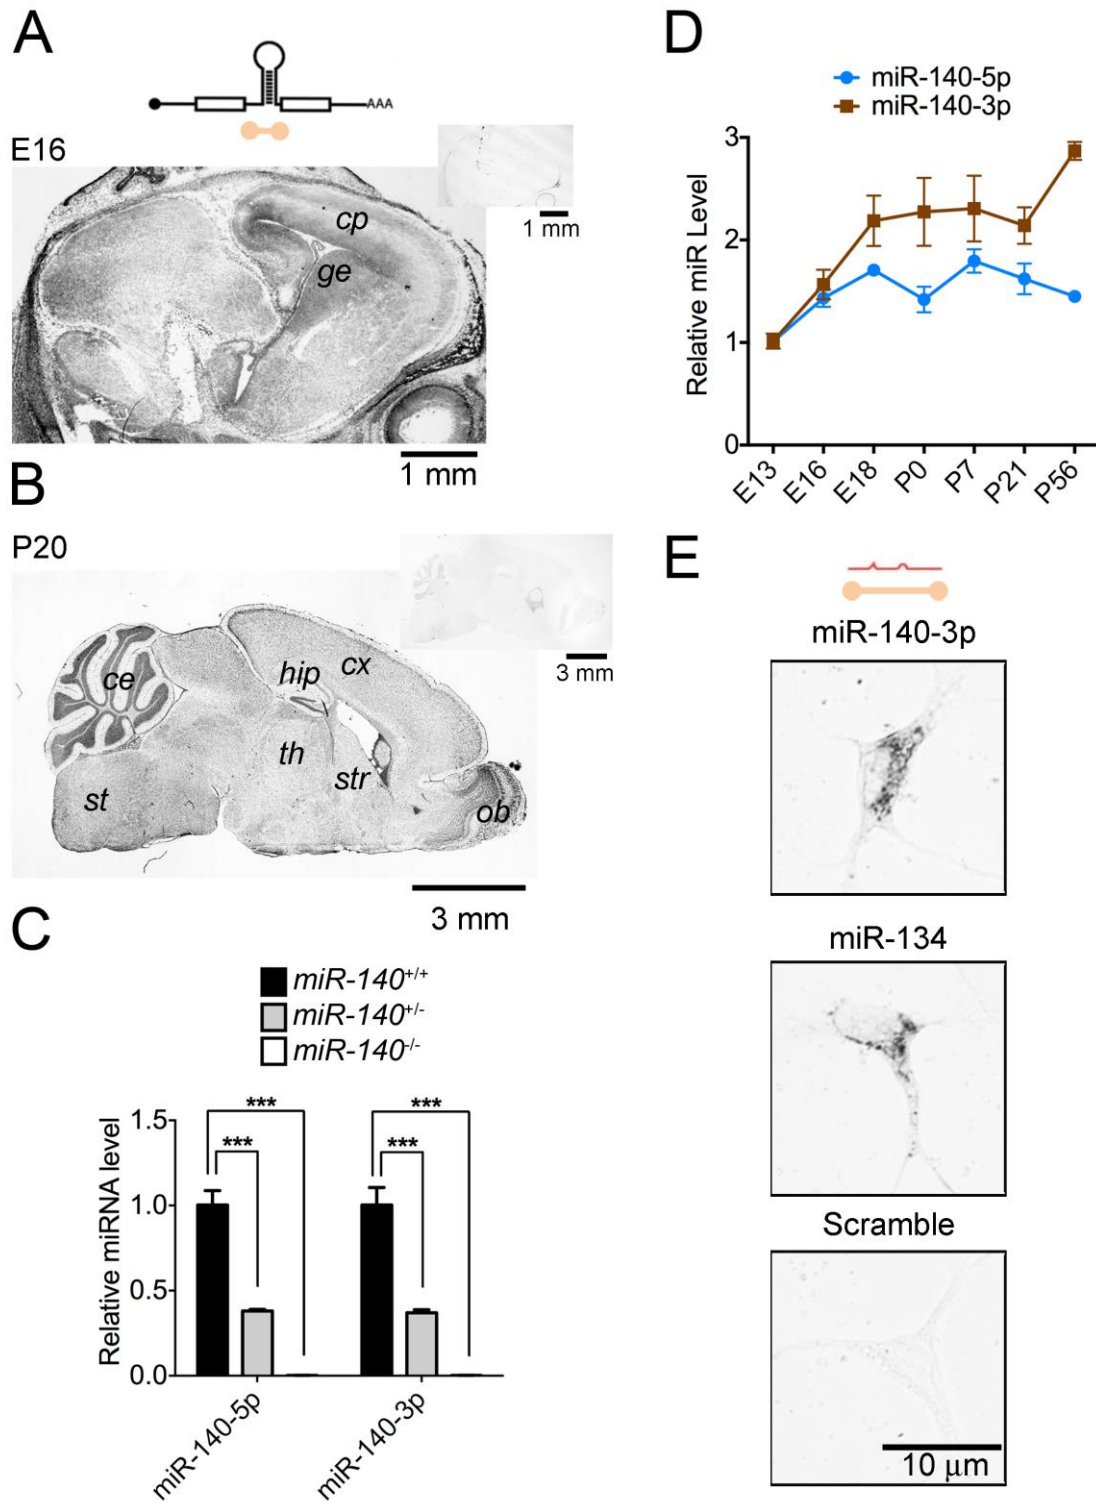 A
AAA
E16
cp
ge
1 mm
1 mm
B
P20
ce
hip
cx
th
str
st
ob
3 mm
3 mm
C
miR-140+/+
miR-140+/-
miR-140-/-
Relative miRNA level
1.5
1.0
0.5
0.0
***
***
***
***
miR-140-5p
miR-140-3p
D
miR-140-5p
miR-140-3p
Relative miR Level
3
2
1
0
E13
E16
E18
P0
P7
P21
P56
E
miR-140-3p
miR-134
Scramble
10 μm